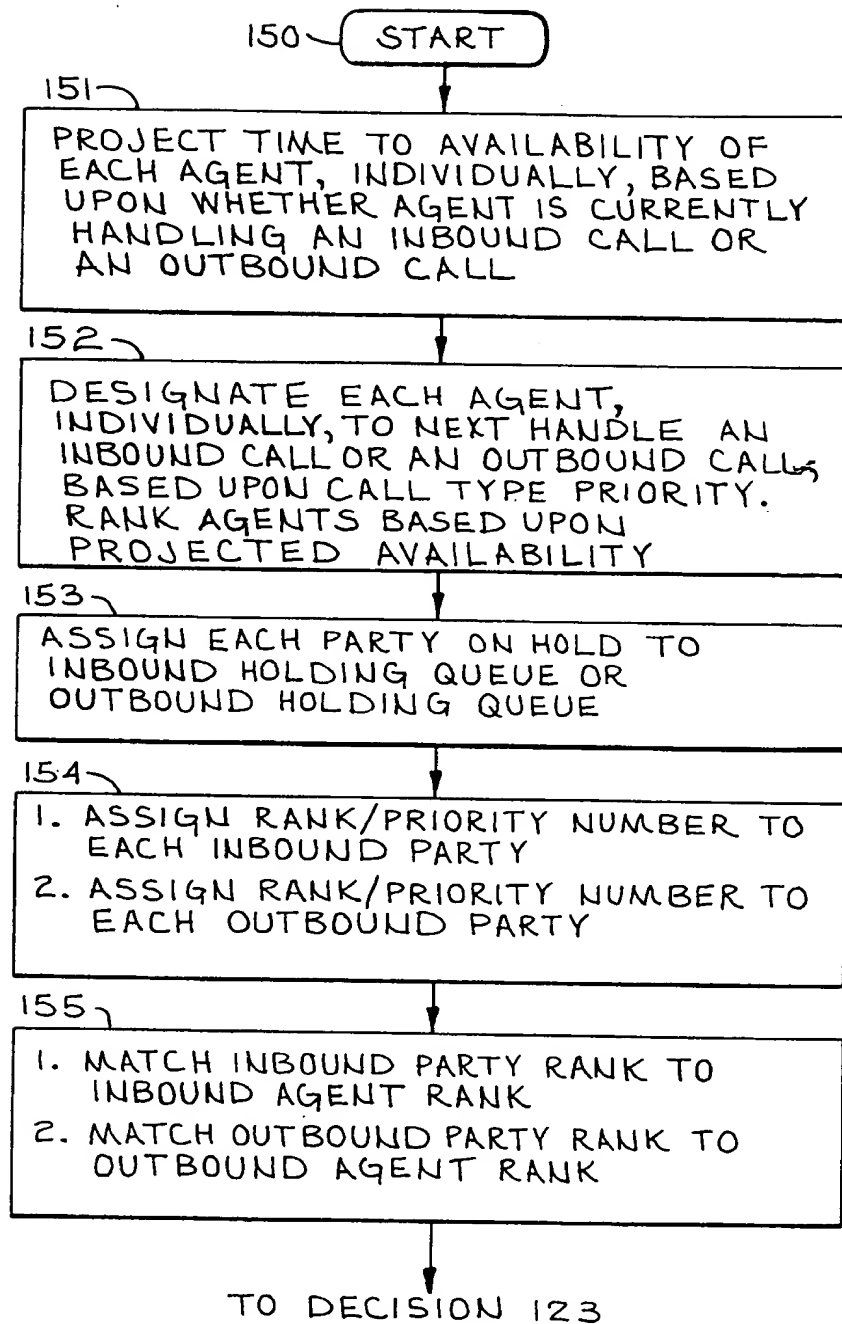 150 START
151
PROJECT TIME TO AVAILABILITY OF
EACH AGENT, INDIVIDUALLY, BASED
UPON WHETHER AGENT IS CURRENTLY
HANDLING AN INBOUND CALL OR
AN OUTBOUND CALL
152
DESIGNATE EACH AGENT,
INDIVIDUALLY, TO NEXT HANDLE AN
INBOUND CALL OR AN OUTBOUND CALL,
BASED UPON CALL TYPE PRIORITY.
RANK AGENTS BASED UPON
PROJECTED AVAILABILITY
153
ASSIGN EACH PARTY ON HOLD TO
INBOUND HOLDING QUEUE OR
OUTBOUND HOLDING QUEUE
154
1. ASSIGN RANK/PRIORITY NUMBER TO
EACH INBOUND PARTY
2. ASSIGN RANK/PRIORITY NUMBER TO
EACH OUTBOUND PARTY
155
1. MATCH INBOUND PARTY RANK TO
INBOUND AGENT RANK
2. MATCH OUTBOUND PARTY RANK TO
OUTBOUND AGENT RANK
TO DECISION 123